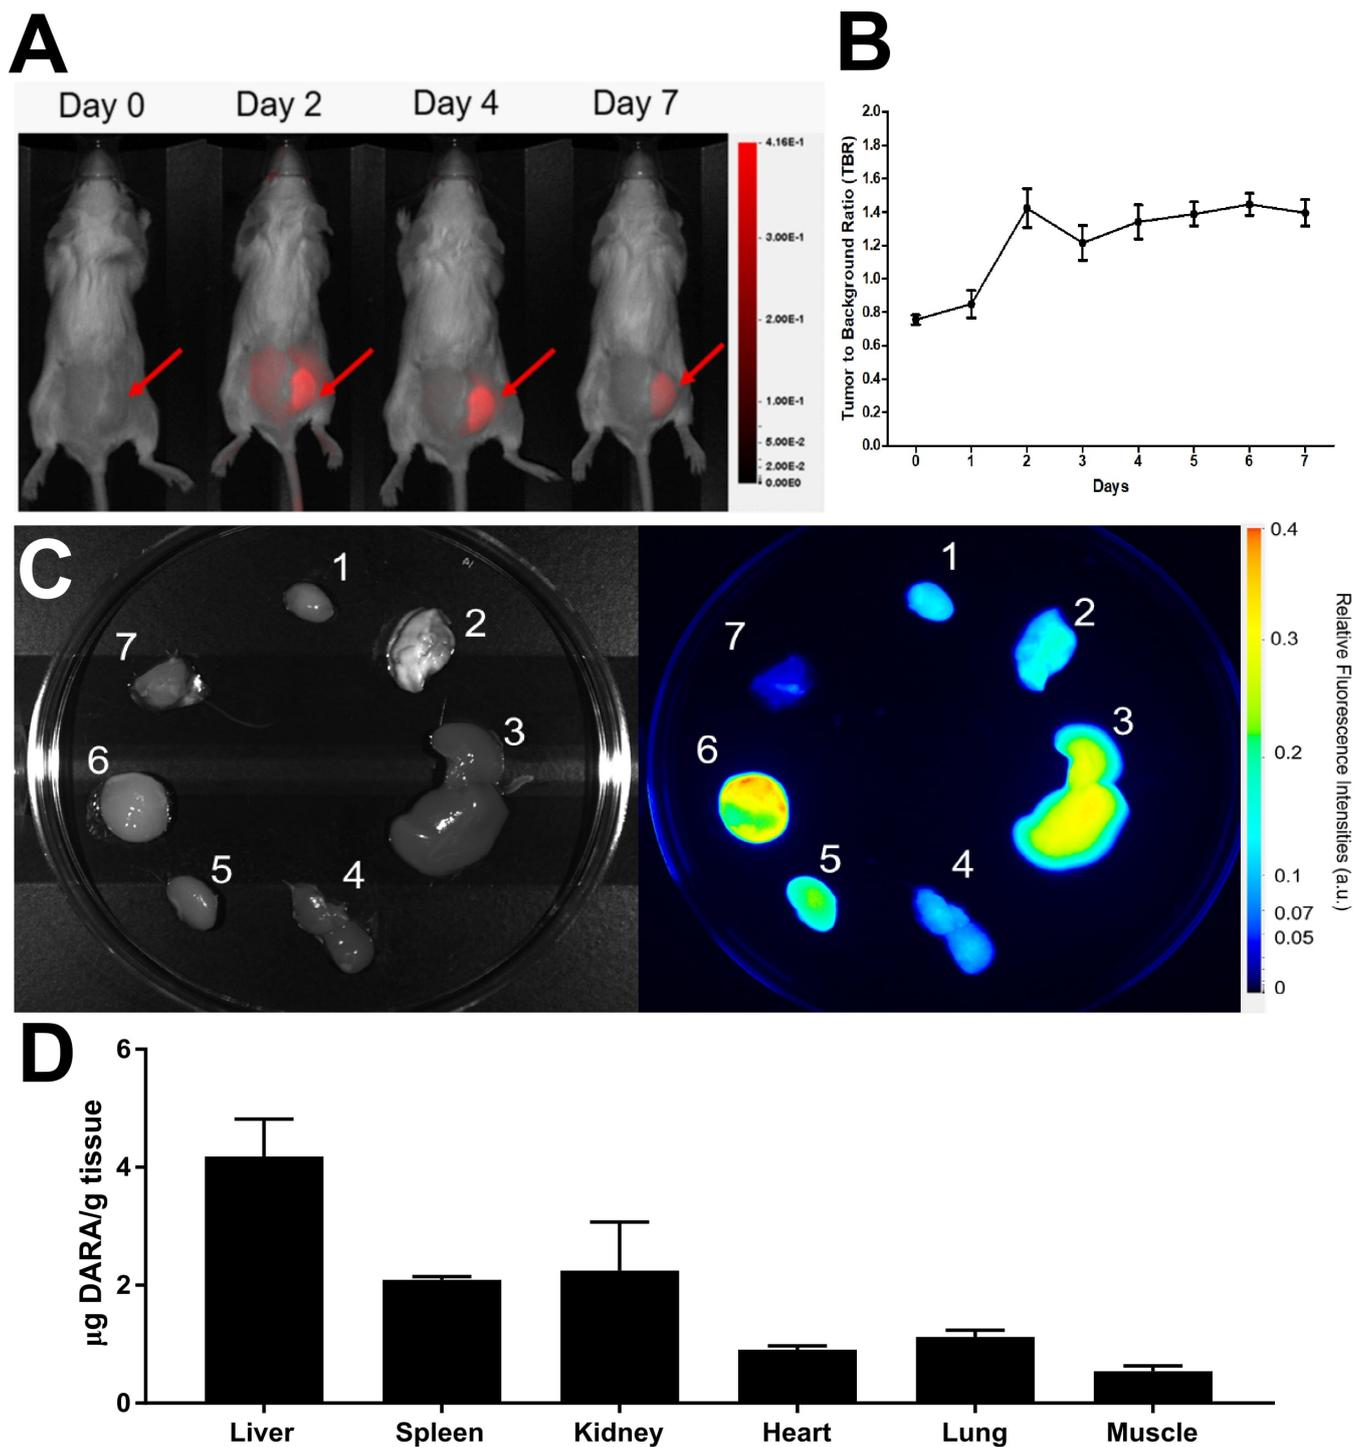 A
Day 0 Day 2 Day 4 Day 7
4.16E-1
3.00E-1
2.00E-1
1.00E-1
5.00E-2
2.00E-2
0.00E0
B
Tumor to Background Ratio (TBR)
2.0
1.8
1.6
1.4
1.2
1.0
0.8
0.6
0.4
0.2
0.0
0 1 2 3 4 5 6 7
Days
C
1
2
3
4
5
6
7
1
2
3
4
5
6
7
0.4
0.3
0.2
0.1
0.07
0.05
0
Relative Fluorescence Intensities (a.u.)
D
µg DARA/g tissue
6
4
2
0
Liver Spleen Kidney Heart Lung Muscle